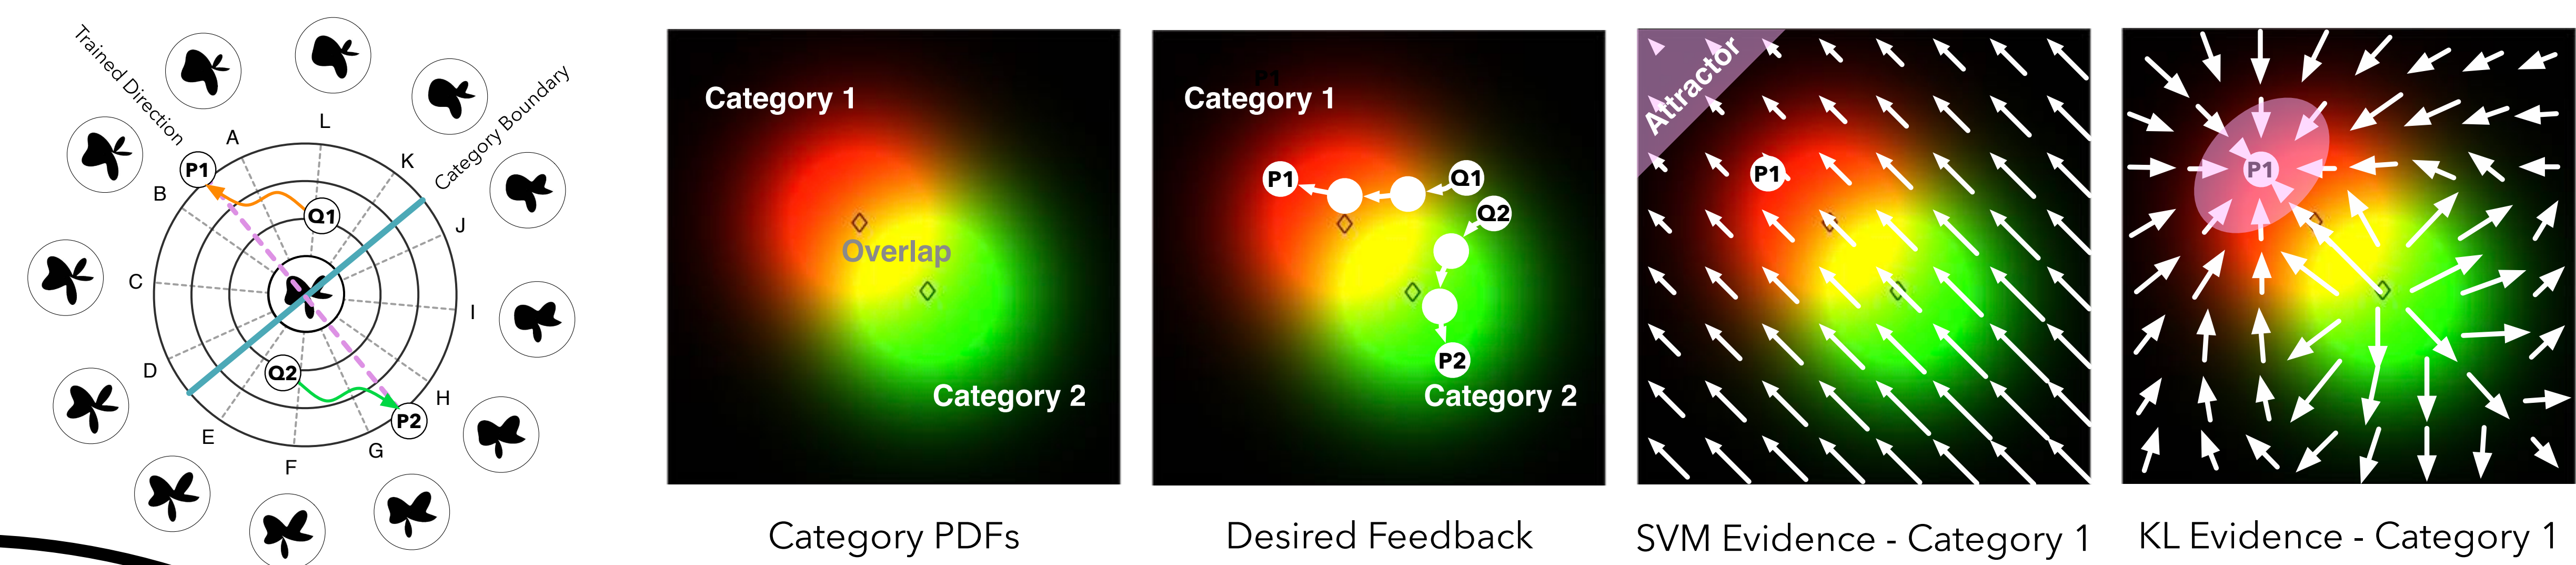 Trained Direction
Category Boundary
A
L
K
J
I
H
G
F
E
D
C
B
P1
Q1
Q2
P2
Category 1
Overlap
Category 2
Category PDFs
P1
Category 1
P1
Q1
Q2
P2
Category 2
Desired Feedback
Attractor
P1
SVM Evidence - Category 1
P1
KL Evidence - Category 1